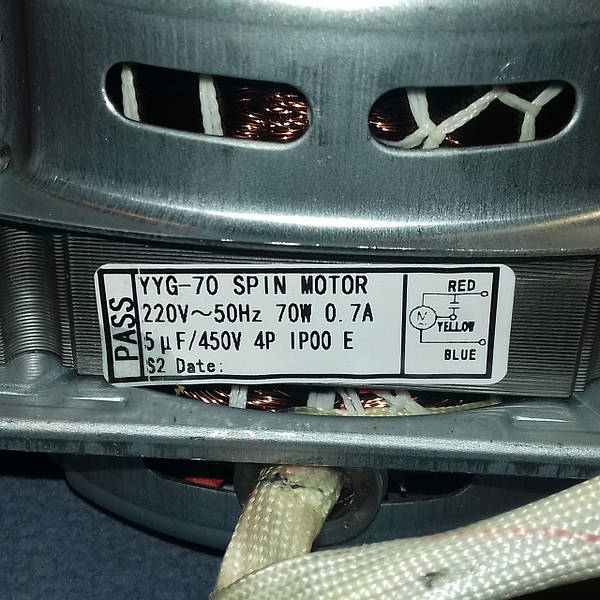 PASS
YYG-70 SPIN MOTOR
220V~50Hz 70W 0.7A
5μF/450V 4P IP00 E
S2 Date:
RED
M
YELLOW
BLUE